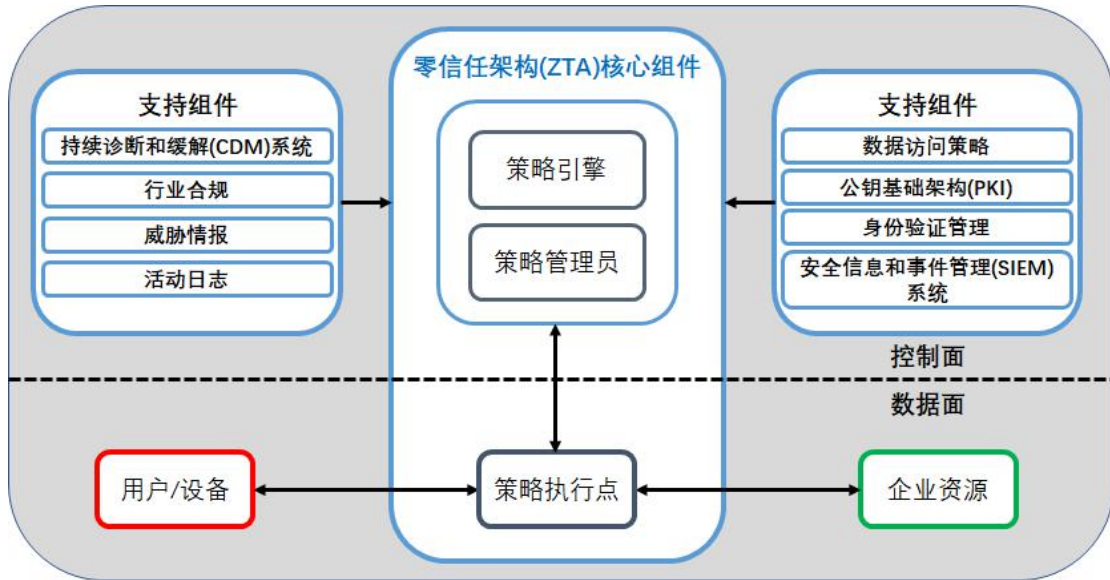 零信任架构(ZTA)核心组件
支持组件
持续诊断和缓解(CDM)系统
行业合规
威胁情报
活动日志
策略引擎
策略管理员
支持组件
数据访问策略
公钥基础架构(PKI)
身份验证管理
安全信息和事件管理(SIEM)
系统
控制面
数据面
用户/设备
策略执行点
企业资源